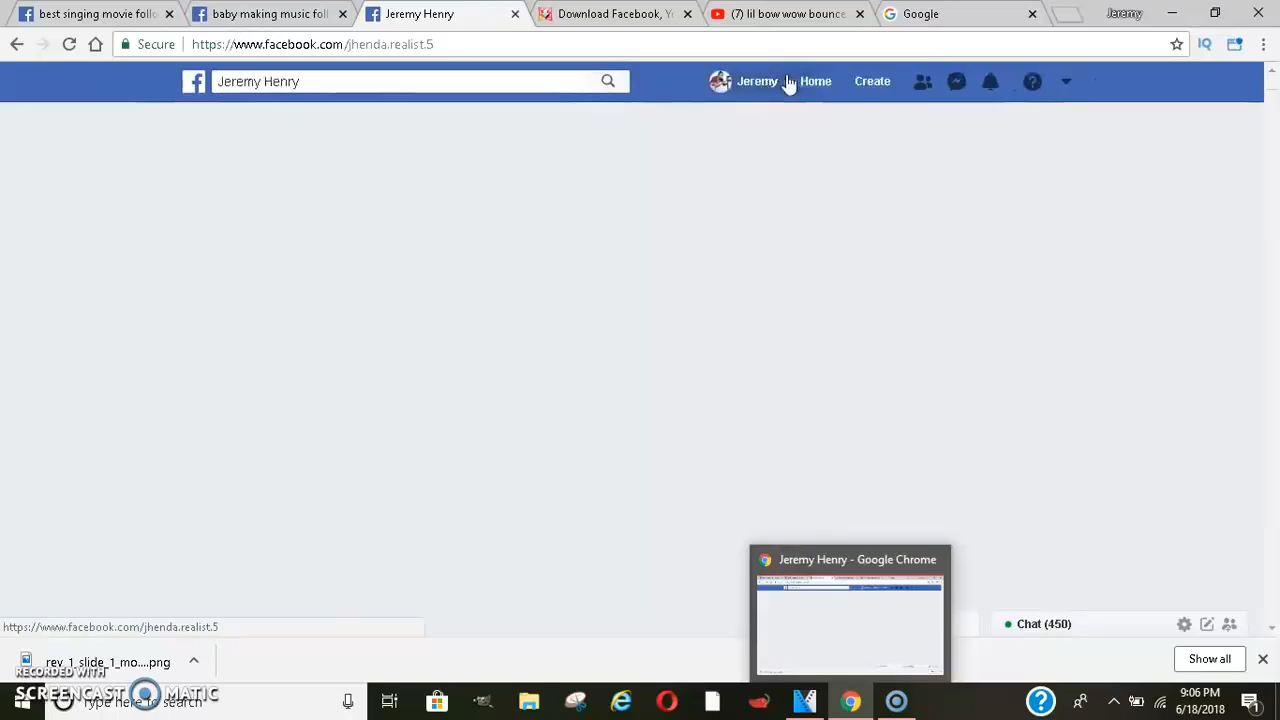 best singing movie follo
baby making music foll
Jeremy Henry
Download Facebook, Yo
(7) lil bow wow bounce
Google
Jeremy
Secure
https://www.facebook.com/jhenda.realist.5
Jeremy Henry
Jeremy
Home
Create
Jeremy Henry - Google Chrome
https://www.facebook.com/jhenda.realist.5
Chat (450)
rev_1_slide_1_mo....png
Show all
RECORDED WITH
SCREENCAST MATIC
Type here to search
9:06 PM
6/18/2018